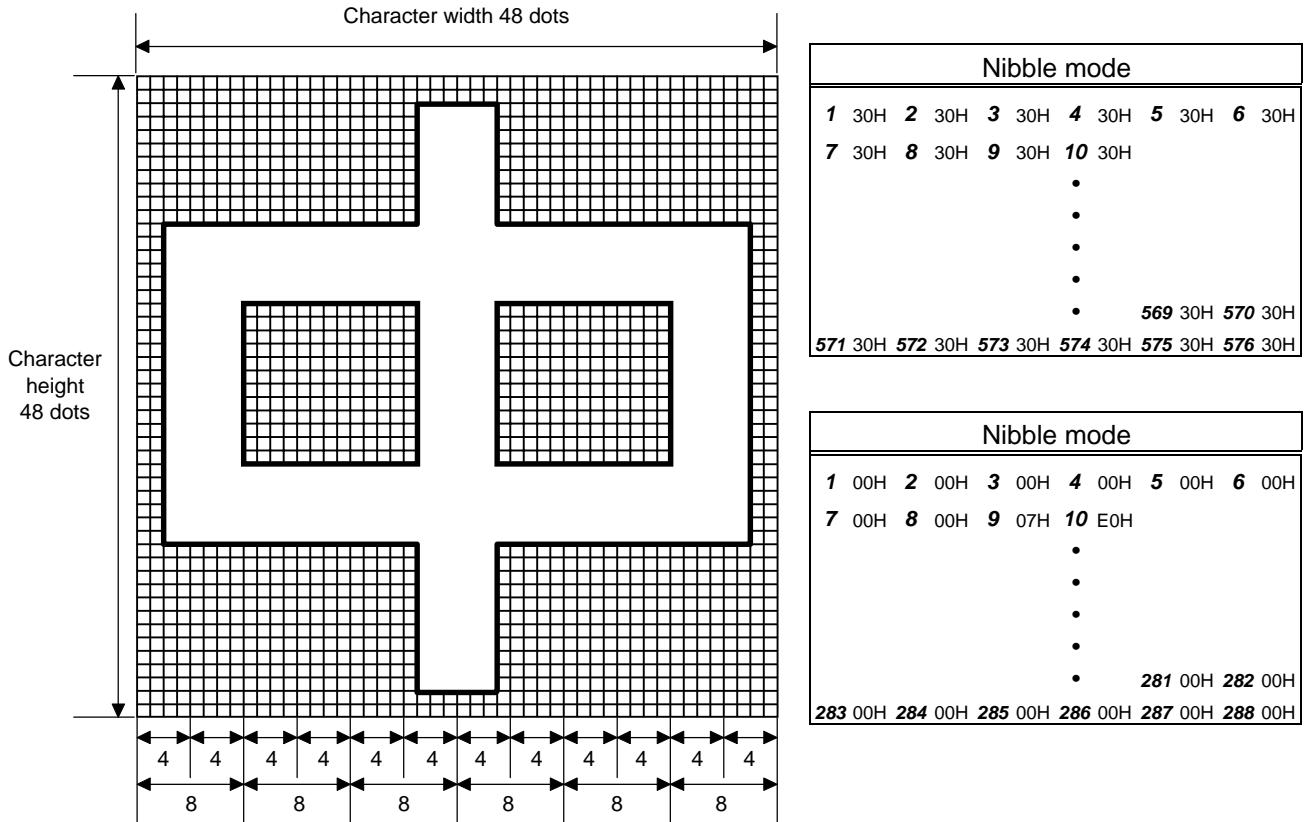 Character width 48 dots
Character
height
48 dots
4 4 4 4 4 4 4 4 4 4 4 4
8 8 8 8 8 8
Nibble mode
1 30H 2 30H 3 30H 4 30H 5 30H 6 30H
7 30H 8 30H 9 30H 10 30H
569 30H 570 30H
571 30H 572 30H 573 30H 574 30H 575 30H 576 30H
Nibble mode
1 00H 2 00H 3 00H 4 00H 5 00H 6 00H
7 00H 8 00H 9 07H 10 E0H
281 00H 282 00H
283 00H 284 00H 285 00H 286 00H 287 00H 288 00H